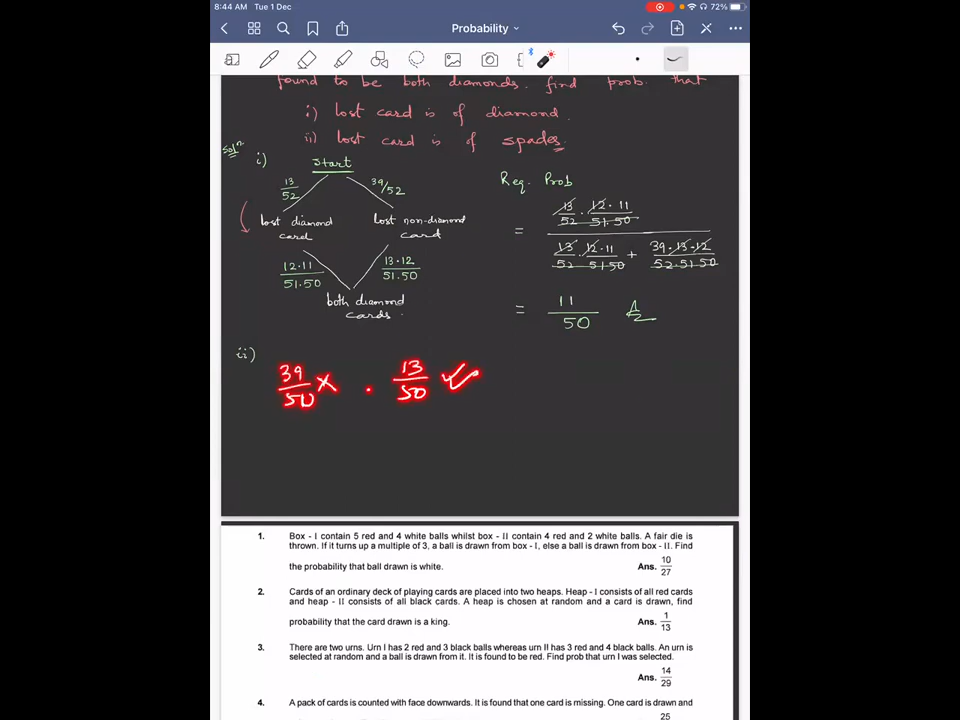 8:44 AM Tue 1 Dec 72%
Probability
found to be both diamonds. find prob. that
i) lost card is of diamond.
ii) lost card is of spades.
Solⁿ
i) start
13/52 39/52
lost diamond card
lost non-diamond card
12·11/51·50 13·12/51·50
both diamond
cards.
Req. Prob
= (13/52 · 12·11/51·50) / (13/52 · 12·11/51·50 + 39·13·12/52·51·50)
= 11/50 A
ii)
39/50 × . 13/50 ✓
1. Box - I contain 5 red and 4 white balls whilst box - II contain 4 red and 2 white balls. A fair die is
thrown. If it turns up a multiple of 3, a ball is drawn from box - I, else a ball is drawn from box - II. Find
the probability that ball drawn is white. Ans. 10/27
2. Cards of an ordinary deck of playing cards are placed into two heaps. Heap - I consists of all red cards
and heap - II consists of all black cards. A heap is chosen at random and a card is drawn, find
probability that the card drawn is a king. Ans. 1/13
3. There are two urns. Urn I has 2 red and 3 black balls whereas urn II has 3 red and 4 black balls. An urn is
selected at random and a ball is drawn from it. It is found to be red. Find prob that urn I was selected.
Ans. 14/29
4. A pack of cards is counted with face downwards. It is found that one card is missing. One card is drawn and
25